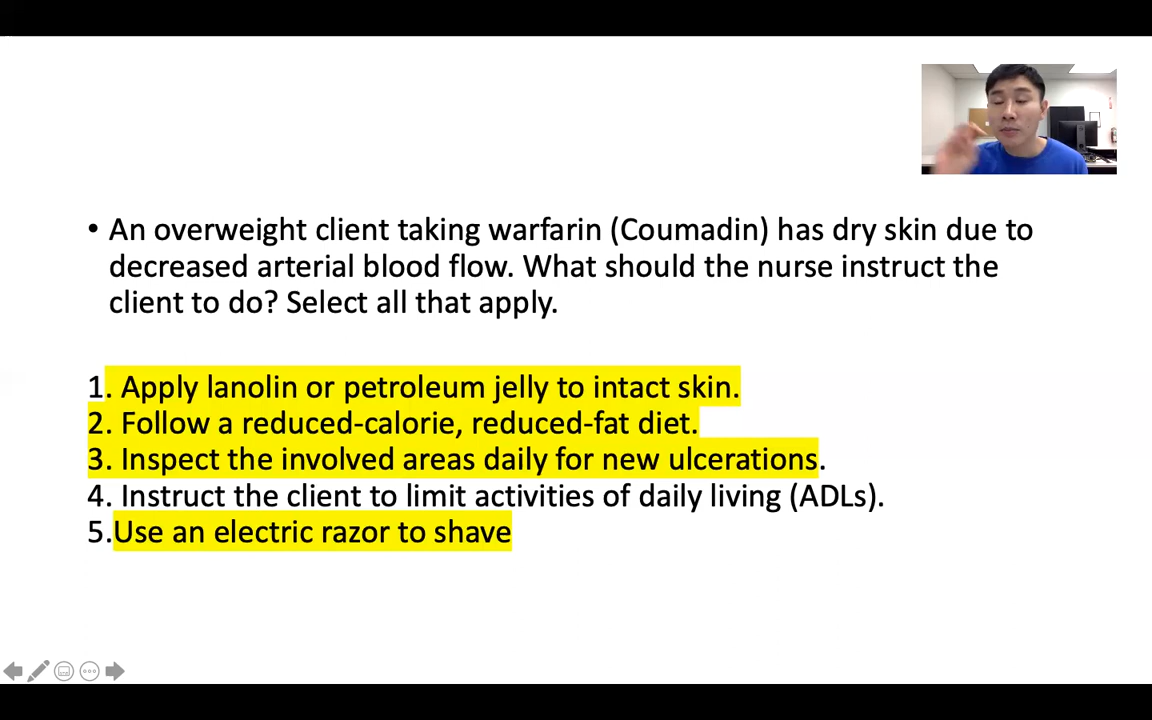 • An overweight client taking warfarin (Coumadin) has dry skin due to
decreased arterial blood flow. What should the nurse instruct the
client to do? Select all that apply.
1. Apply lanolin or petroleum jelly to intact skin.
2. Follow a reduced-calorie, reduced-fat diet.
3. Inspect the involved areas daily for new ulcerations.
4. Instruct the client to limit activities of daily living (ADLs).
5.Use an electric razor to shave